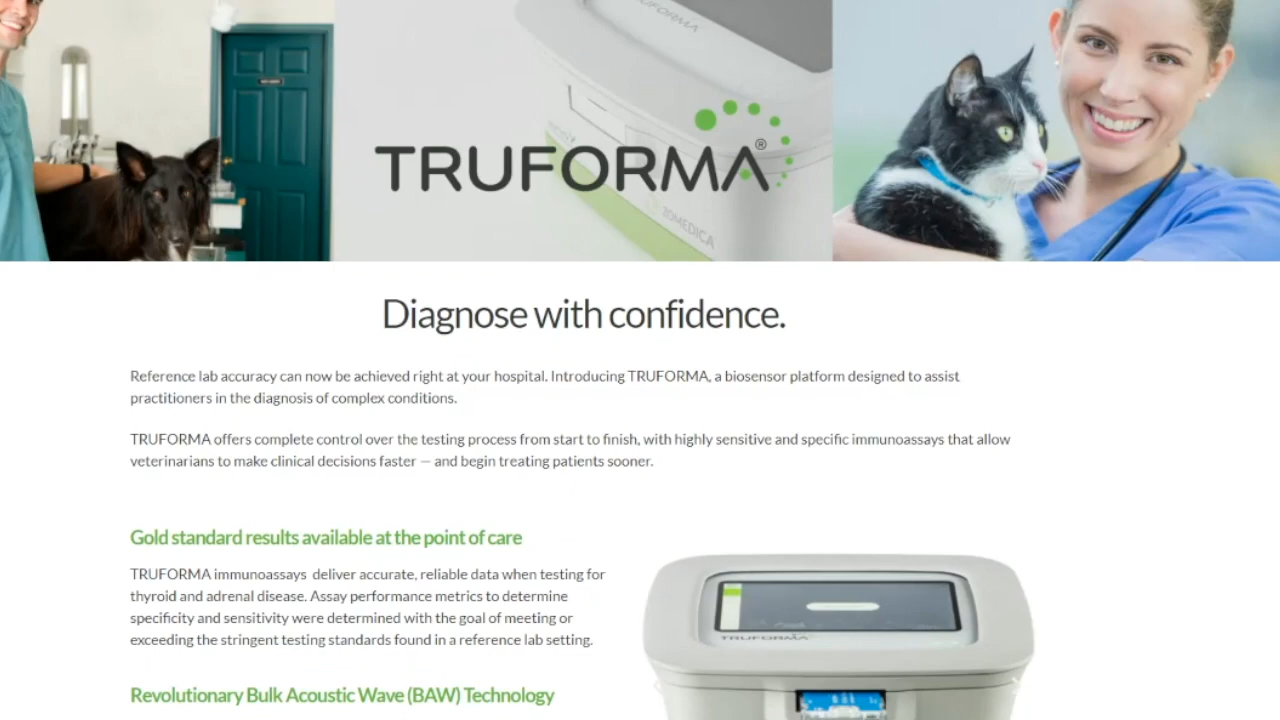 TRUFORMA
TRUFORMA®
ZOMEDICA
Diagnose with confidence.
Reference lab accuracy can now be achieved right at your hospital. Introducing TRUFORMA, a biosensor platform designed to assist
practitioners in the diagnosis of complex conditions.
TRUFORMA offers complete control over the testing process from start to finish, with highly sensitive and specific immunoassays that allow
veterinarians to make clinical decisions faster — and begin treating patients sooner.
Gold standard results available at the point of care
TRUFORMA immunoassays deliver accurate, reliable data when testing for
thyroid and adrenal disease. Assay performance metrics to determine
specificity and sensitivity were determined with the goal of meeting or
exceeding the stringent testing standards found in a reference lab setting.
TRUFORMA
Revolutionary Bulk Acoustic Wave (BAW) Technology